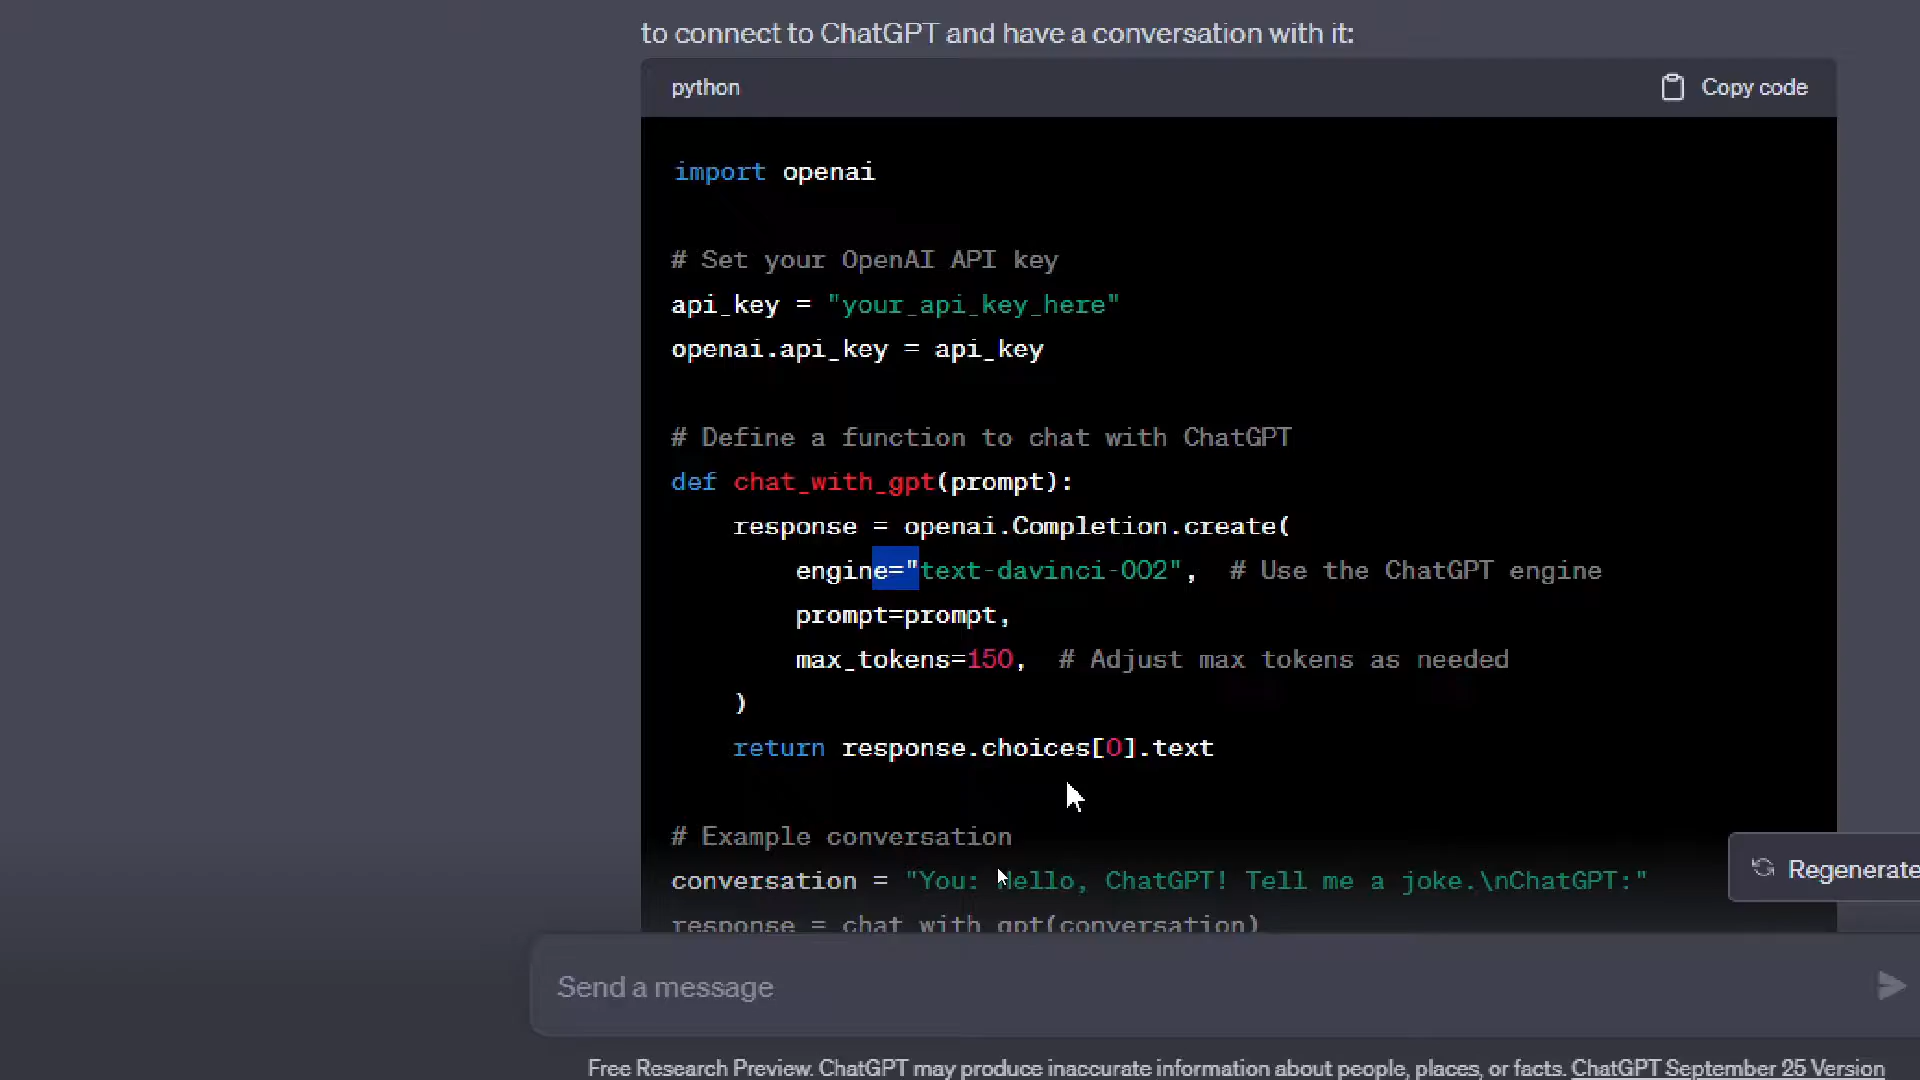 to connect to ChatGPT and have a conversation with it:
python
Copy code
import openai
# Set your OpenAI API key
api_key = "your_api_key_here"
openai.api_key = api_key
# Define a function to chat with ChatGPT
def chat_with_gpt(prompt):
    response = openai.Completion.create(
        engine="text-davinci-002",  # Use the ChatGPT engine
        prompt=prompt,
        max_tokens=150,  # Adjust max tokens as needed
    )
    return response.choices[0].text
# Example conversation
conversation = "You: Hello, ChatGPT! Tell me a joke.\nChatGPT:"
Regenerate
response = chat_with_gpt(conversation)
Send a message
Free Research Preview. ChatGPT may produce inaccurate information about people, places, or facts. ChatGPT September 25 Version